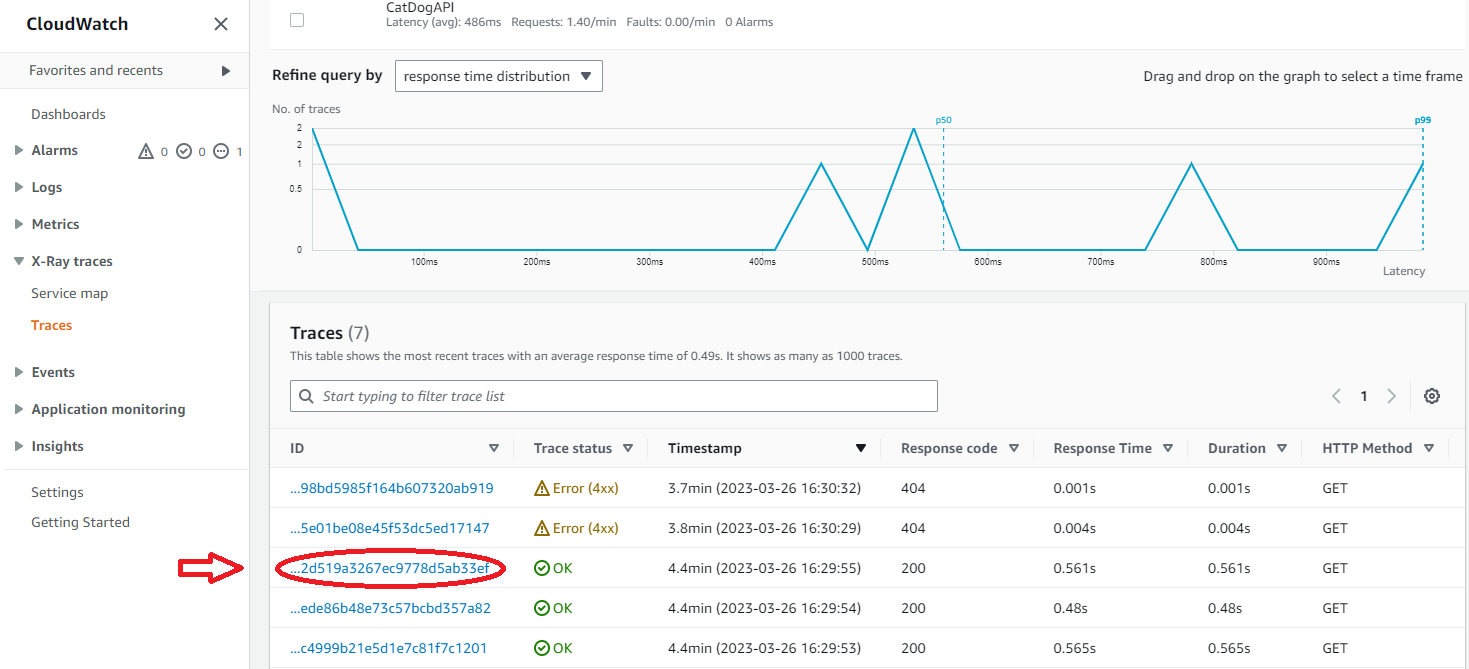 CloudWatch
Favorites and recents
Dashboards
Alarms 0 0 1
Logs
Metrics
X-Ray traces
Service map
Traces
Events
Application monitoring
Insights
Settings
Getting Started
CatDogAPI
Latency (avg): 486ms Requests: 1.40/min Faults: 0.00/min 0 Alarms
Refine query by response time distribution Drag and drop on the graph to select a time frame
No. of traces
p50 p99
2
2
1
0.5
0
100ms 200ms 300ms 400ms 500ms 600ms 700ms 800ms 900ms
Latency
Traces (7)
This table shows the most recent traces with an average response time of 0.49s. It shows as many as 1000 traces.
Start typing to filter trace list 1
ID Trace status Timestamp Response code Response Time Duration HTTP Method
...98bd5985f164b607320ab919 Error (4xx) 3.7min (2023-03-26 16:30:32) 404 0.001s 0.001s GET
...5e01be08e45f53dc5ed17147 Error (4xx) 3.8min (2023-03-26 16:30:29) 404 0.004s 0.004s GET
...2d519a3267ec9778d5ab33ef OK 4.4min (2023-03-26 16:29:55) 200 0.561s 0.561s GET
...ede86b48e73c57bcbd357a82 OK 4.4min (2023-03-26 16:29:54) 200 0.48s 0.48s GET
...c4999b21e5d1e7c81f7c1201 OK 4.4min (2023-03-26 16:29:53) 200 0.565s 0.565s GET